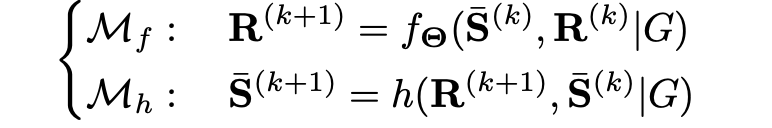 ℳ_f : 𝐑^{(k+1)} = f_𝚯(𝐒̄^{(k)}, 𝐑^{(k)}|G)
ℳ_h : 𝐒̄^{(k+1)} = h(𝐑^{(k+1)}, 𝐒̄^{(k)}|G)